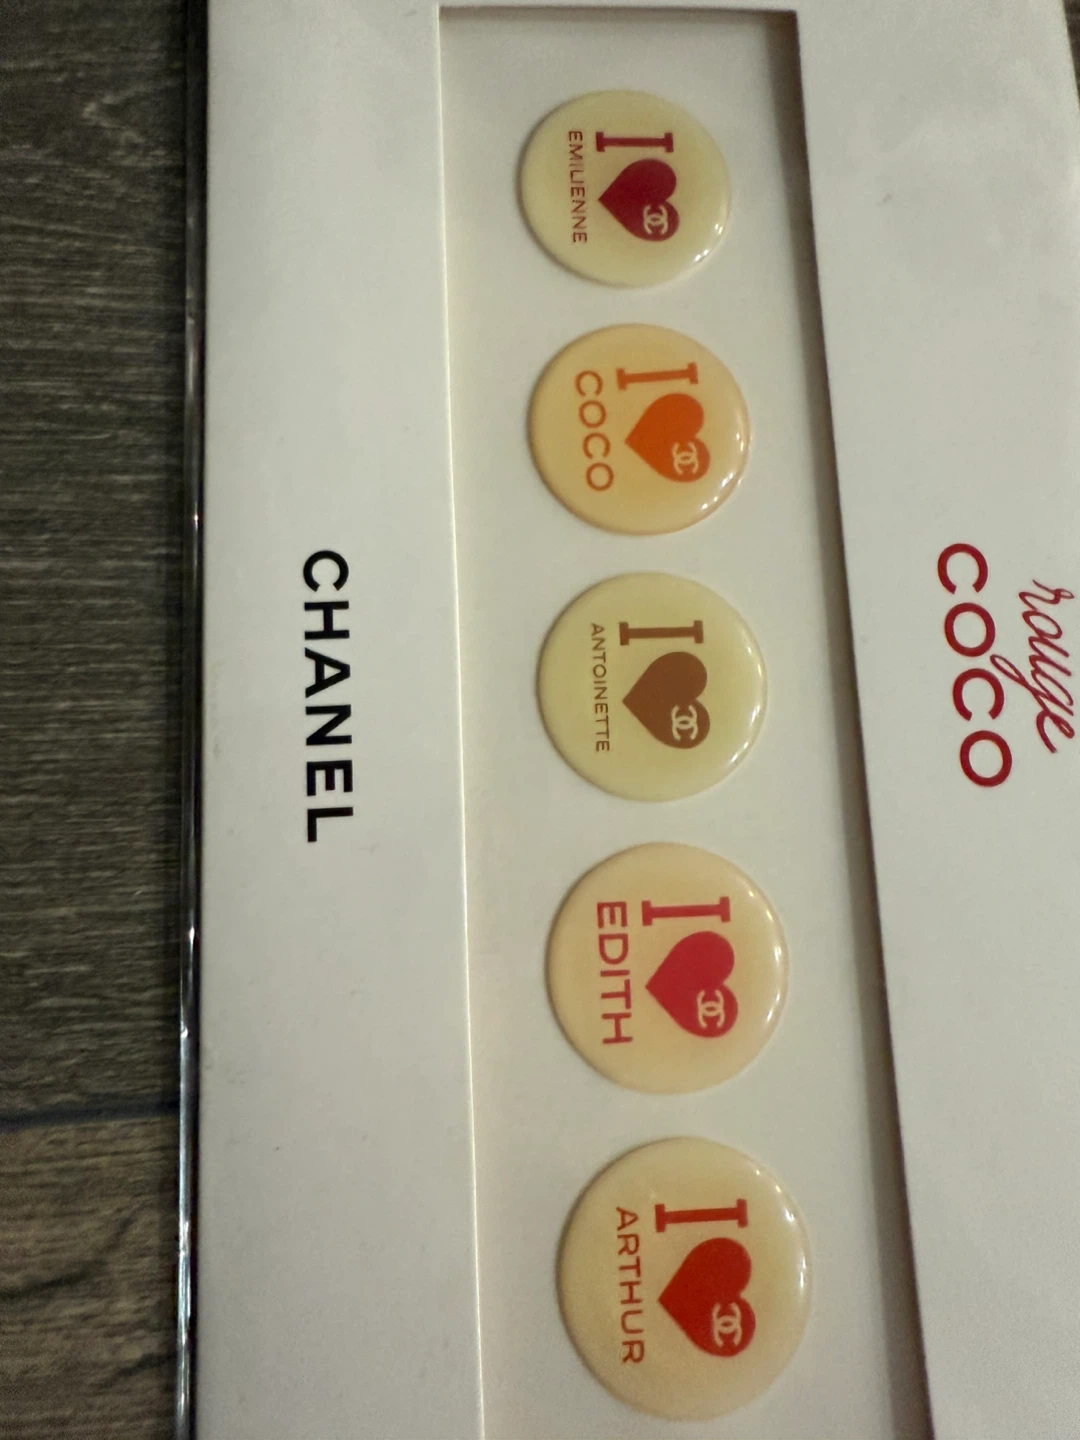 rouge
COCO
I
EMILIENNE
I
COCO
I
ANTOINETTE
I
EDITH
I
ARTHUR
CHANEL